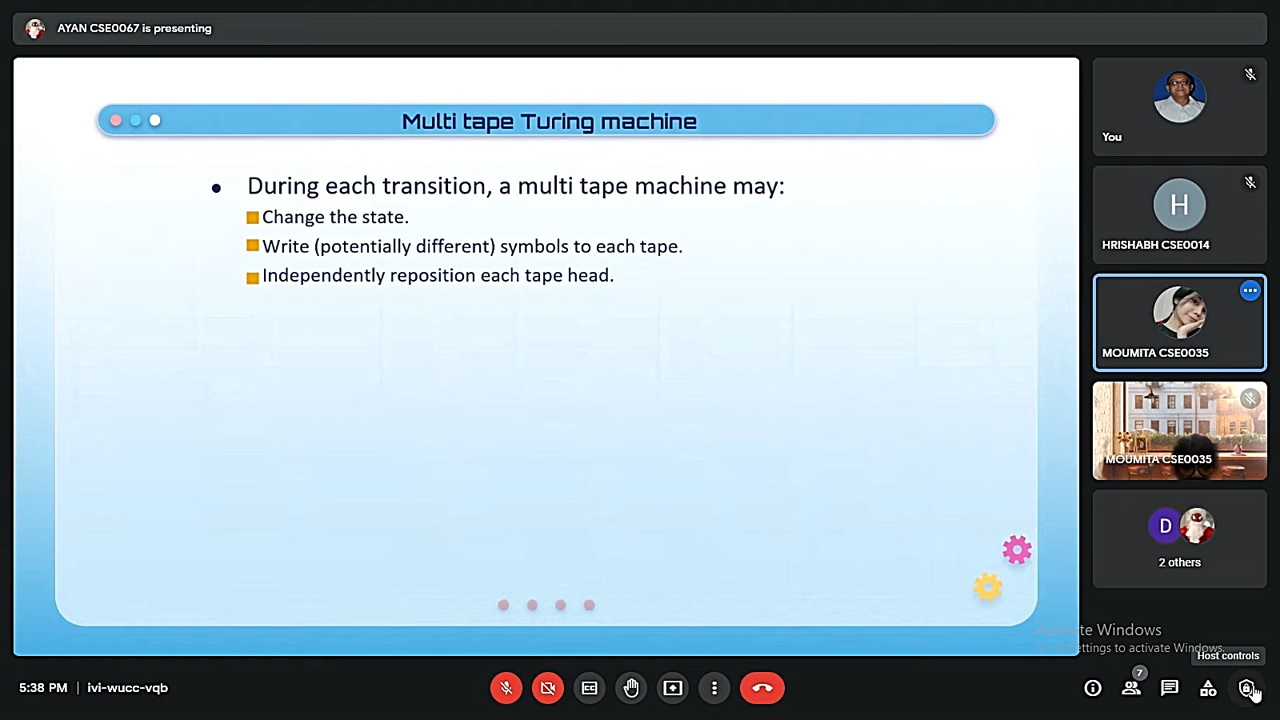 AYAN CSE0067 is presenting
Multi tape Turing machine
During each transition, a multi tape machine may:
Change the state.
Write (potentially different) symbols to each tape.
Independently reposition each tape head.
You
H
HRISHABH CSE0014
MOUMITA CSE0035
MOUMITA CSE0035
D
2 others
Activate Windows
Go to Settings to activate Windows.
Host controls
5:38 PM | ivi-wucc-vqb
7